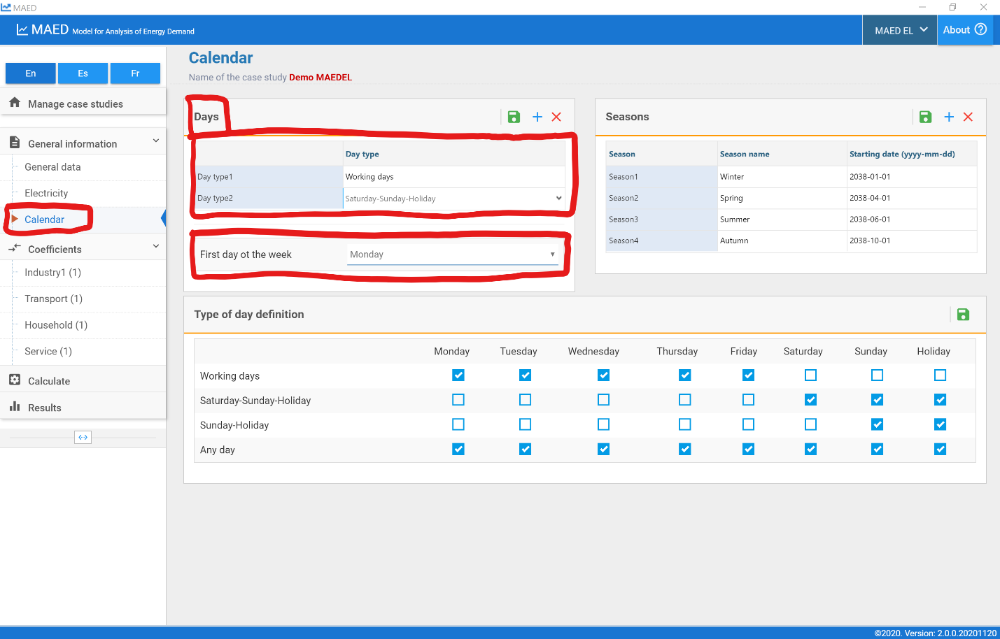 MAED
MAED Model for Analysis of Energy Demand
MAED EL
About
En Es Fr
Manage case studies
General information
General data
Electricity
Calendar
Coefficients
Industry1 (1)
Transport (1)
Household (1)
Service (1)
Calculate
Results
Calendar
Name of the case study Demo MAEDEL
Days
Day type
Day type1 Working days
Day type2 Saturday-Sunday-Holiday
First day ot the week Monday
Seasons
Season Season name Starting date (yyyy-mm-dd)
Season1 Winter 2038-01-01
Season2 Spring 2038-04-01
Season3 Summer 2038-06-01
Season4 Autumn 2038-10-01
Type of day definition
Monday Tuesday Wednesday Thursday Friday Saturday Sunday Holiday
Working days
Saturday-Sunday-Holiday
Sunday-Holiday
Any day
©2020. Version: 2.0.0.20201120